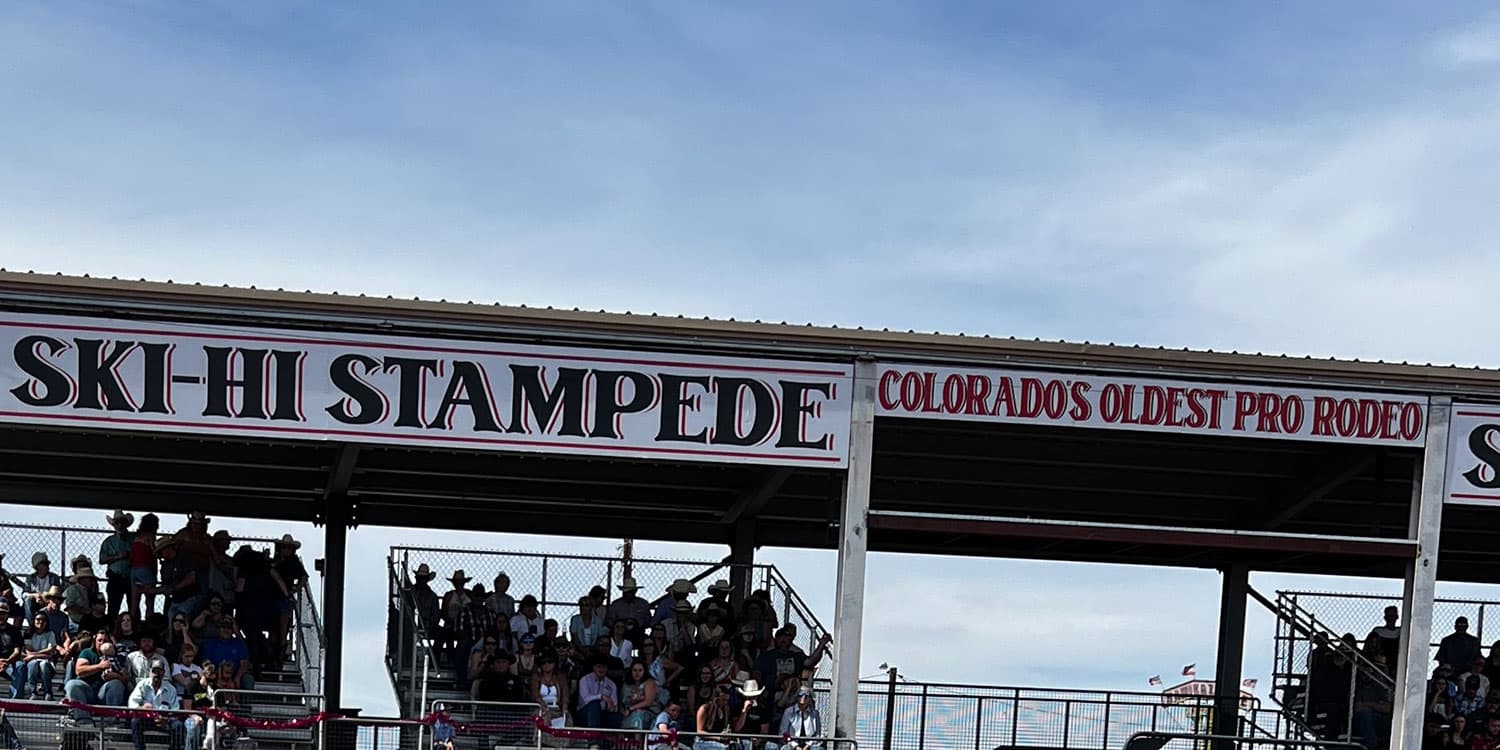 SKI-HI STAMPEDE
COLORADO'S OLDEST PRO RODEO
S